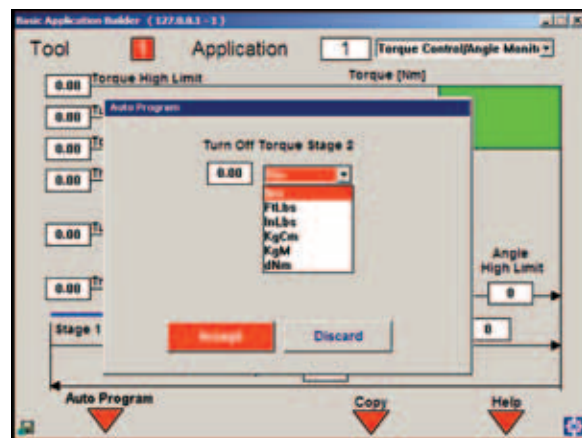 Basic Application Builder ( 127.0.0.1 - 1 )
Tool 1 Application 1 Torque Control/Angle Monito
0.00 Torque High Limit Torque [Nm]
0.00
Auto Program
0.00
0.00
Turn Off Torque Stage 2
0.00 Nm
Nm
FtLbs
InLbs
KgCm
KgM
dNm
0.00
Angle
High Limit
0.00
0
Stage 1
0
Accept Discard
Auto Program Copy Help